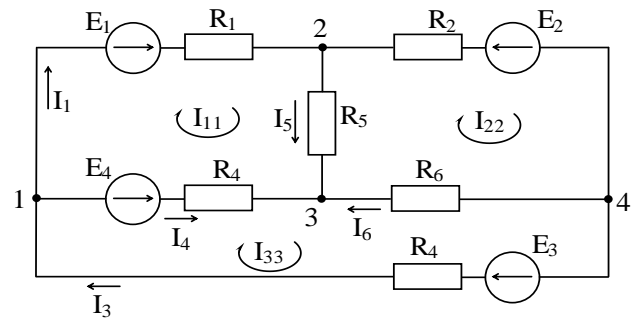 E1 R1 2 R2 E2
I1 I11 I5 R5 I22
E4 R4 R6
1 3 4
I4 I6
I33 R4 E3
I3